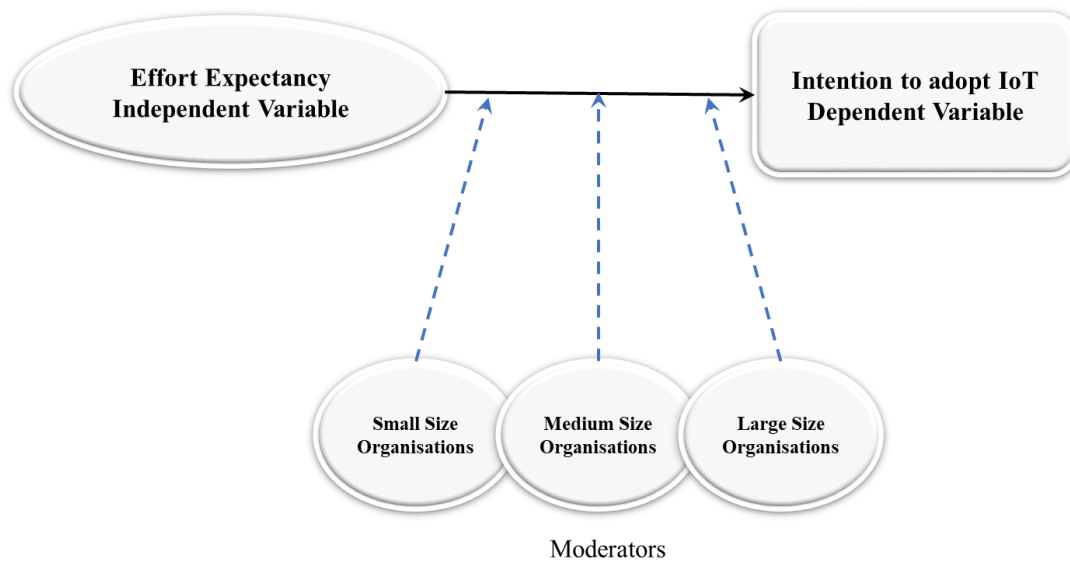 Effort Expectancy
Independent Variable
Intention to adopt IoT
Dependent Variable
Small Size
Organisations
Medium Size
Organisations
Large Size
Organisations
Moderators